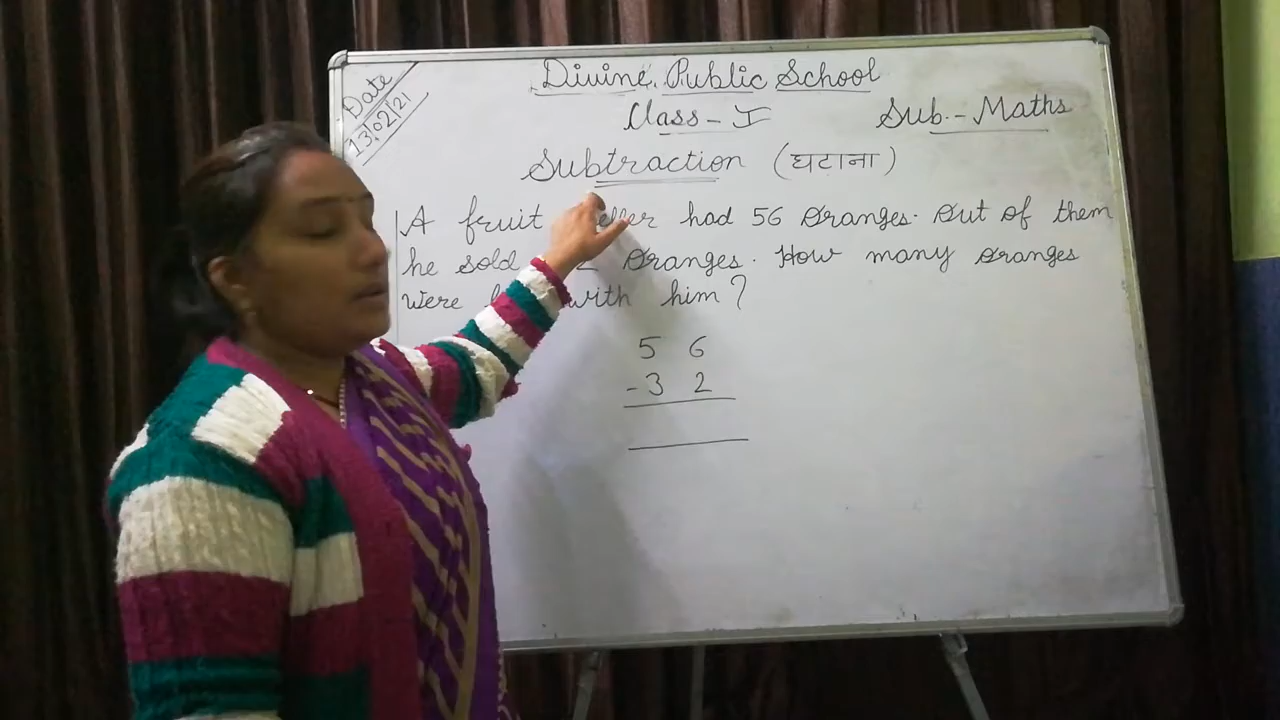 Date
13/02/21
Divine Public School
Class - I
Sub. - Maths
Subtraction (घटाना)
A fruit had 56 Oranges. Out of them
he sold Oranges. How many oranges
were with him ?
5 6
- 3 2